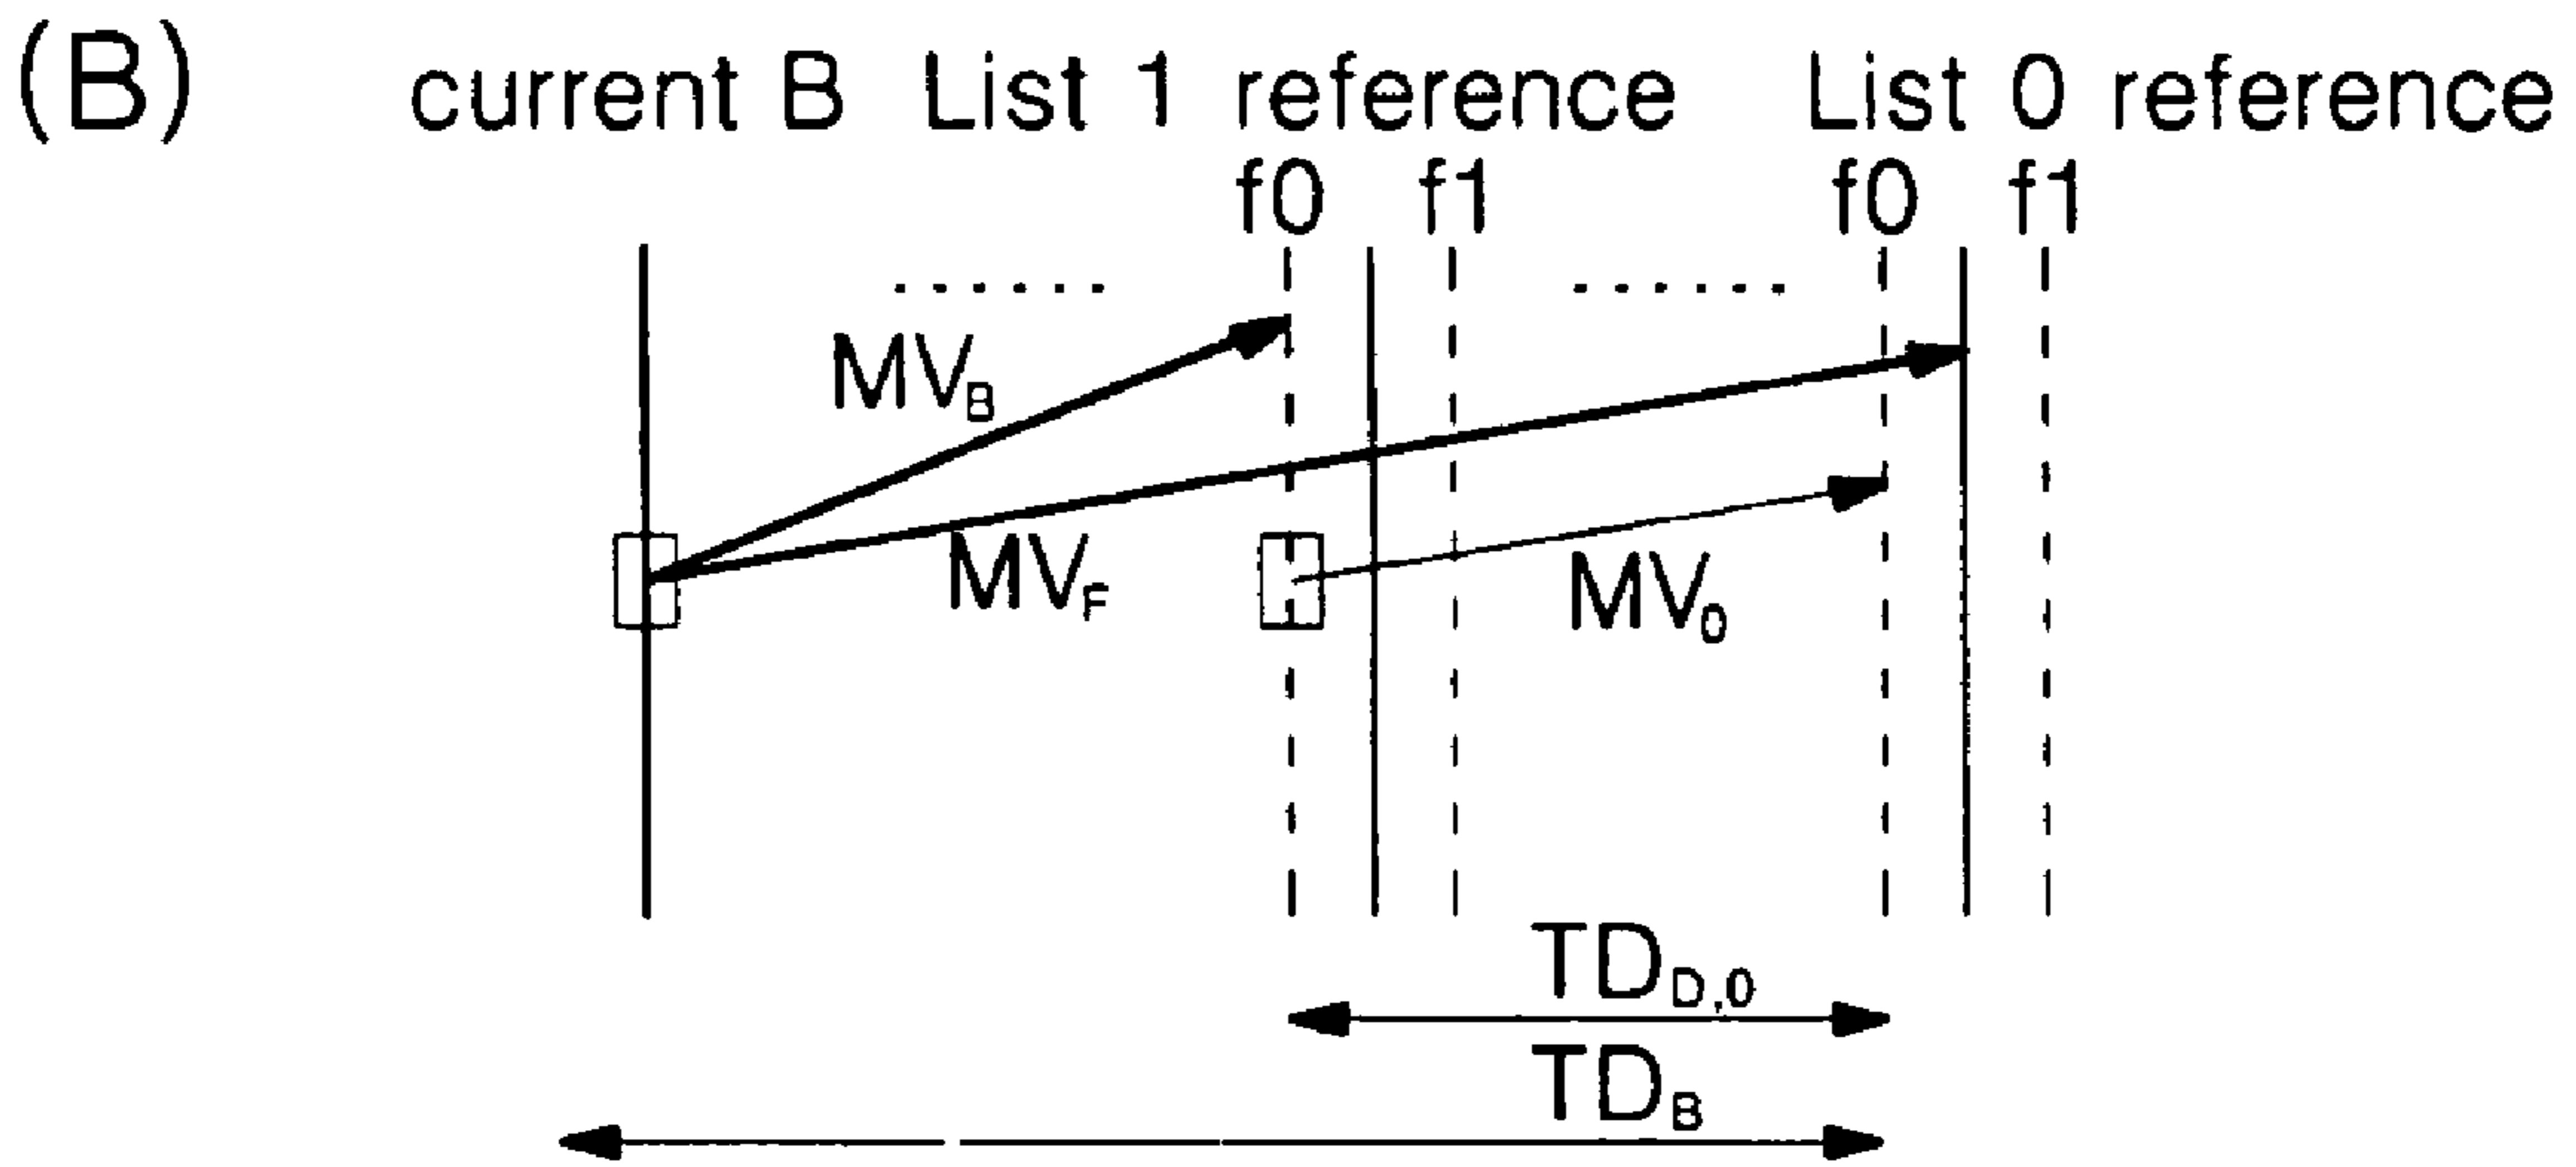 (B) current B List 1 reference List 0 reference
f0 f1 f0 f1
MV_B
MV_F MV_0
TD_D,0
TD_B